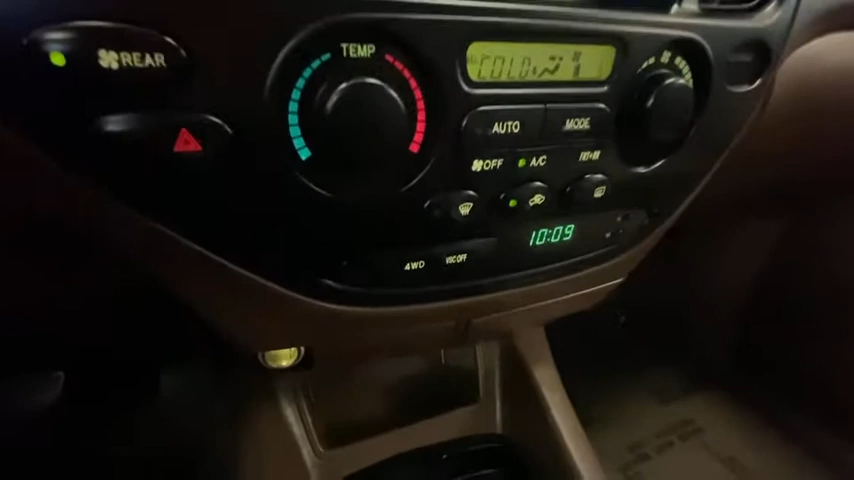 REAR
TEMP
COLD
AUTO
MODE
OFF
A/C
4WD
VSC OFF
10:09